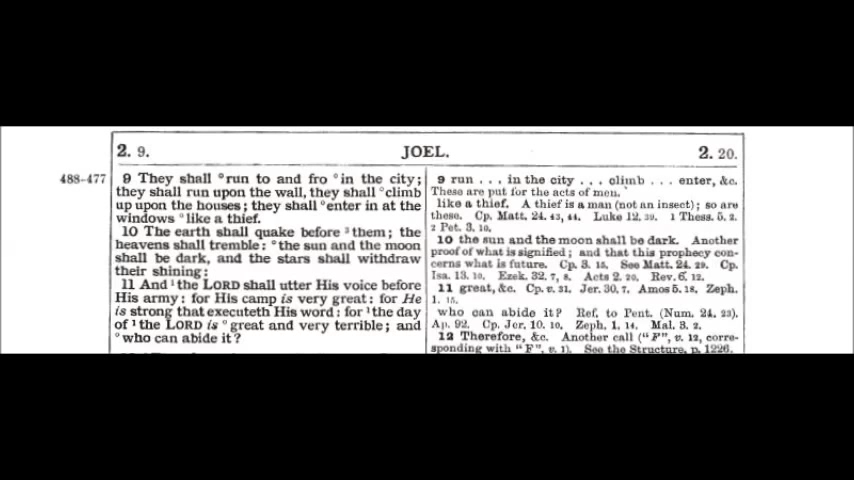 2. 9. JOEL. 2. 20.
488-477
9 They shall °run to and fro °in the city;
they shall run upon the wall, they shall °climb
up upon the houses; they shall °enter in at the
windows °like a thief.
10 The earth shall quake before ³them; the
heavens shall tremble: °the sun and the moon
shall be dark, and the stars shall withdraw
their shining:
11 And ¹the LORD shall utter His voice before
His army: for His camp is very great: for He
is strong that executeth His word: for ¹the day
of ¹the LORD is °great and very terrible; and
°who can abide it?
9 run . . . in the city . . . climb . . . enter, &c.
These are put for the acts of men.
like a thief. A thief is a man (not an insect); so are
these. Cp. Matt. 24. 43, 44. Luke 12. 39. 1 Thess. 5. 2.
2 Pet. 3. 10.
10 the sun and the moon shall be dark. Another
proof of what is signified; and that this prophecy con-
cerns what is future. Cp. 3. 15. See Matt. 24. 29. Cp.
Isa. 13. 10. Ezek. 32. 7, 8. Acts 2. 20. Rev. 6. 12.
11 great, &c. Cp. v. 31. Jer. 30. 7. Amos 5. 18. Zeph.
1. 15.
who can abide it? Ref. to Pent. (Num. 24. 23).
Ap. 92. Cp. Jer. 10. 10. Zeph. 1. 14. Mal. 3. 2.
12 Therefore, &c. Another call ("F", v. 12, corre-
sponding with "F", v. 1). See the Structure, p. 1226.